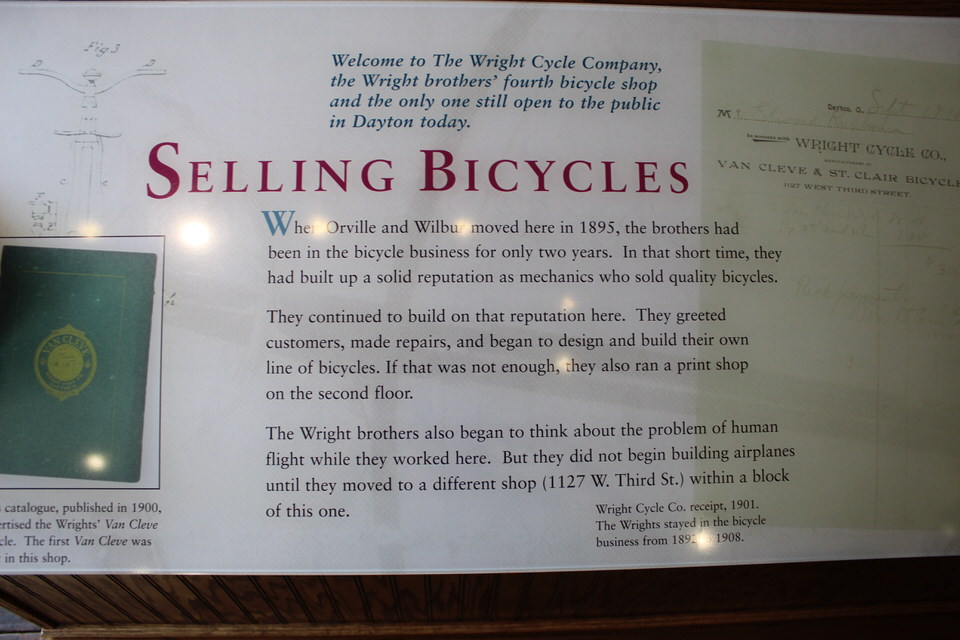 Fig 3
Welcome to The Wright Cycle Company,
the Wright brothers' fourth bicycle shop
and the only one still open to the public
in Dayton today.
SELLING BICYCLES
When Orville and Wilbur moved here in 1895, the brothers had
been in the bicycle business for only two years. In that short time, they
had built up a solid reputation as mechanics who sold quality bicycles.
They continued to build on that reputation here. They greeted
customers, made repairs, and began to design and build their own
line of bicycles. If that was not enough, they also ran a print shop
on the second floor.
The Wright brothers also began to think about the problem of human
flight while they worked here. But they did not begin building airplanes
until they moved to a different shop (1127 W. Third St.) within a block
of this one.
Dayton, O. Sept
M
WRIGHT CYCLE CO.,
VAN CLEVE & ST. CLAIR BICYCLE
1127 WEST THIRD STREET.
Wright Cycle Co. receipt, 1901.
The Wrights stayed in the bicycle
business from 1892 1908.
VAN CLEVE
catalogue, published in 1900,
ertised the Wrights' Van Cleve
cle. The first Van Cleve was
in this shop.